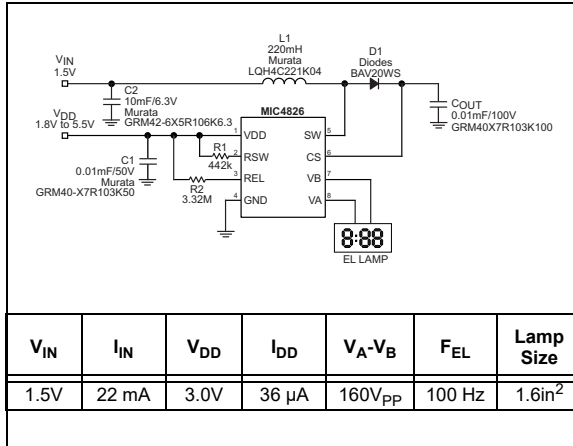 L1
220mH
Murata
LQH4C221K04
D1
Diodes
BAV20WS
VIN
1.5V
C2
10mF/6.3V
Murata
GRM42-6X5R106K6.3
COUT
0.01mF/100V
GRM40X7R103K100
VDD
1.8V to 5.5V
MIC4826
1 VDD SW 5
2 RSW CS 6
3 REL VB 7
4 GND VA 8
R1
442k
R2
3.32M
C1
0.01mF/50V
Murata
GRM40-X7R103K50
8:88
EL LAMP
VIN IIN VDD IDD VA-VB FEL Lamp Size
1.5V 22 mA 3.0V 36 µA 160VPP 100 Hz 1.6in2